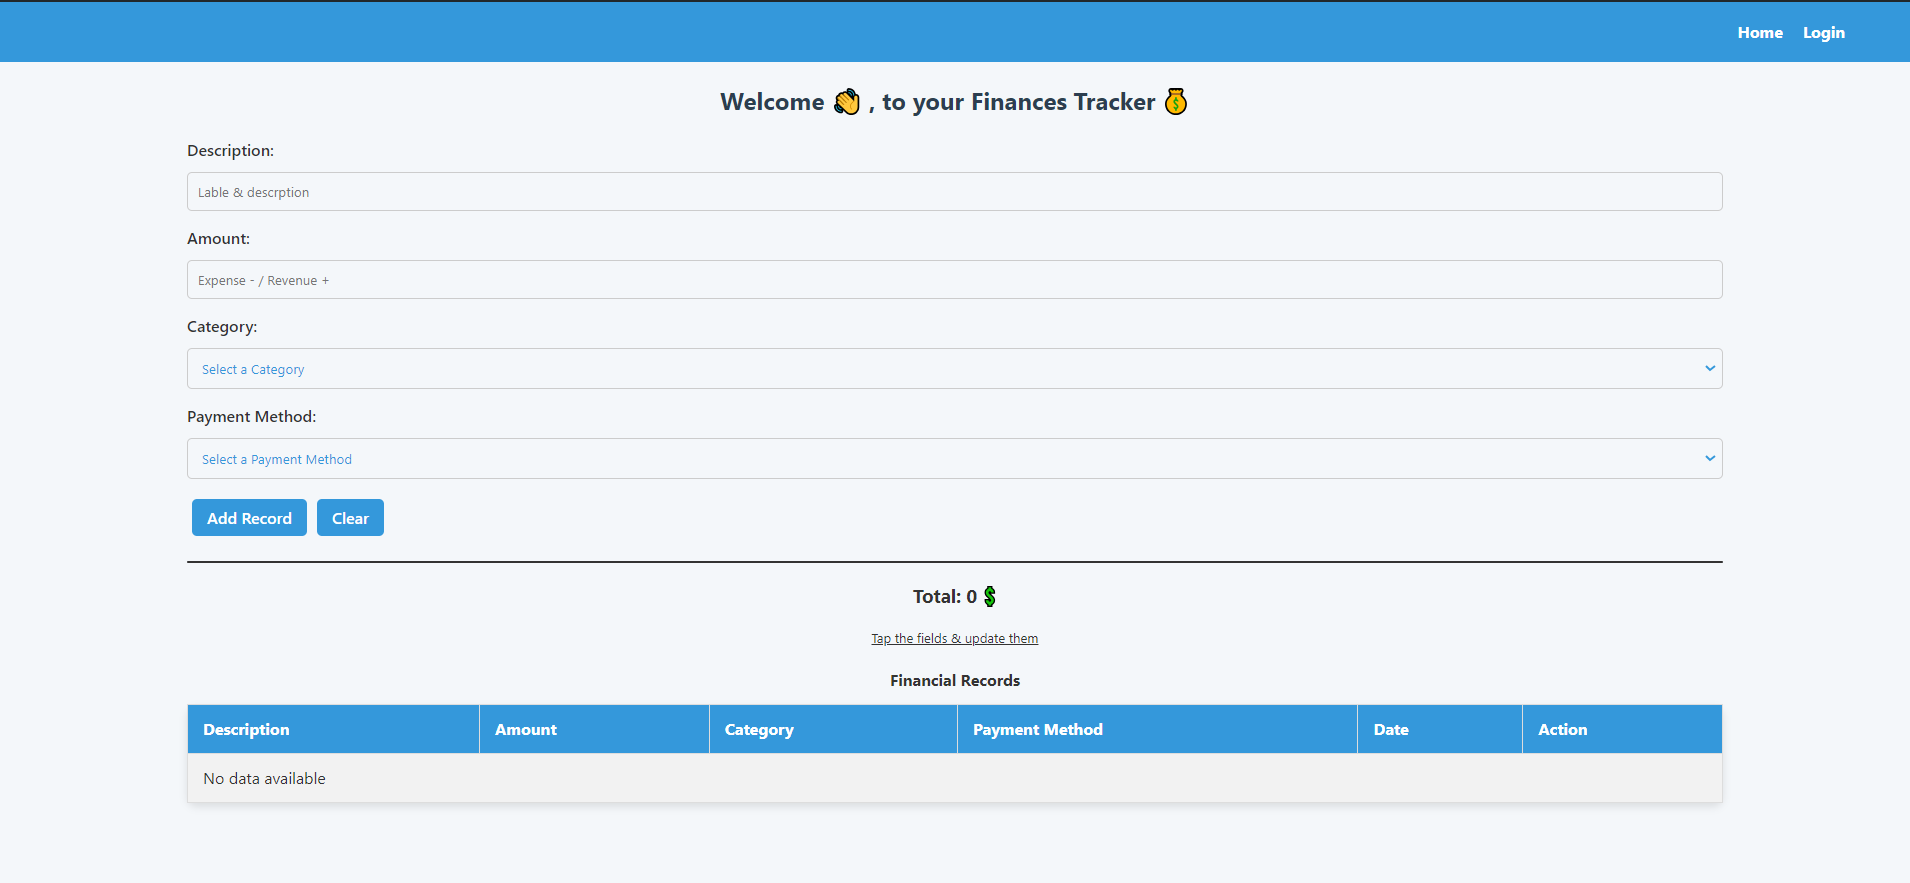 Home Login
Welcome 👋 , to your Finances Tracker 💰
Description:
Lable & descrption
Amount:
Expense - / Revenue +
Category:
Select a Category
Payment Method:
Select a Payment Method
Add Record Clear
Total: 0 💲
Tap the fields & update them
Financial Records
Description Amount Category Payment Method Date Action
No data available